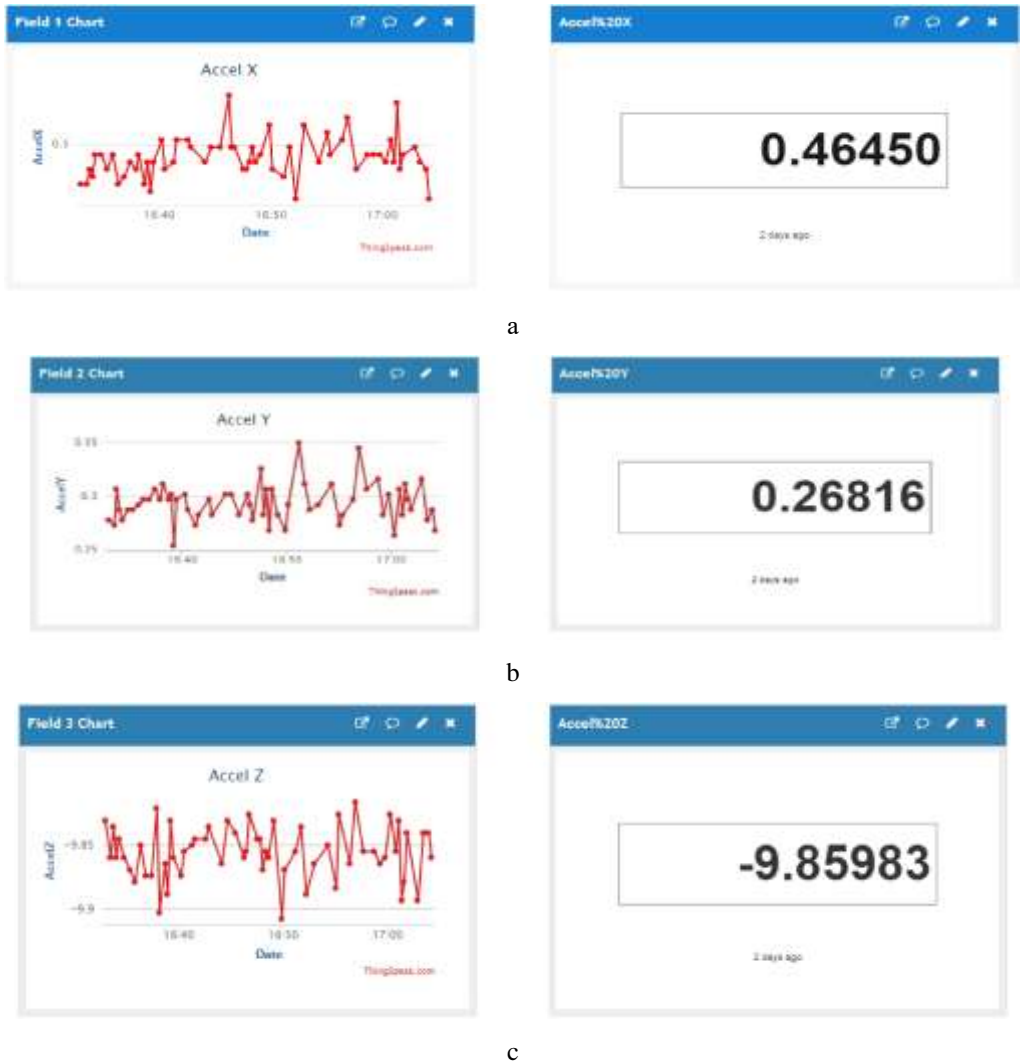 Field 1 Chart
Accel X
AccelX
16:40
16:50
17:00
Date
ThingSpeak.com
Accel%20X
0.46450
2 days ago
a
Field 2 Chart
Accel Y
AccelY
0.35
0.3
0.25
16:40
16:50
17:00
Date
ThingSpeak.com
Accel%20Y
0.26816
2 days ago
b
Field 3 Chart
Accel Z
AccelZ
-9.85
-9.9
16:40
16:50
17:00
Date
ThingSpeak.com
Accel%20Z
-9.85983
2 days ago
c